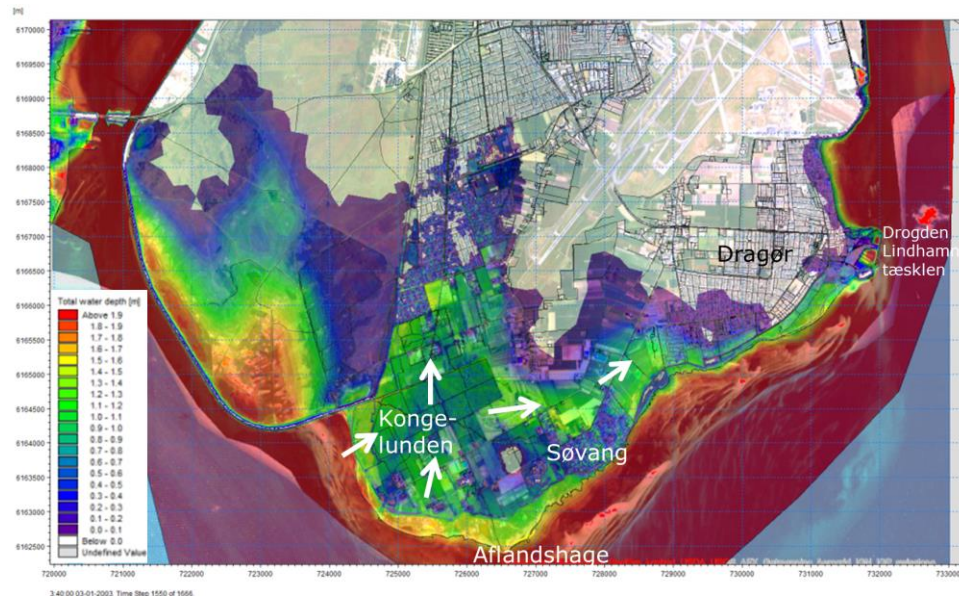 [m]
6170000
6169000
6169500
6168500
6168000
6167500
6167000
6166500
6166000
6165500
6165000
6164500
6164000
6163500
6163000
6162500
Dragør
Drogden
Lindhamn
tæsklen
Total water depth [m]
Above 1.9
1.8 - 1.9
1.7 - 1.8
1.6 - 1.7
1.5 - 1.6
1.4 - 1.5
1.3 - 1.4
1.2 - 1.3
1.1 - 1.2
1.0 - 1.1
0.9 - 1.0
0.8 - 0.9
0.7 - 0.8
0.6 - 0.7
0.5 - 0.6
0.4 - 0.5
0.3 - 0.4
0.2 - 0.3
0.1 - 0.2
0.0 - 0.1
Below 0.0
Undefined Value
Konge-
lunden
Søvang
Aflandshage
720000 721000 722000 723000 724000 725000 726000 727000 728000 729000 730000 731000 732000 733000
3:40:00 03-01-2003 Time Step 1550 of 1666.